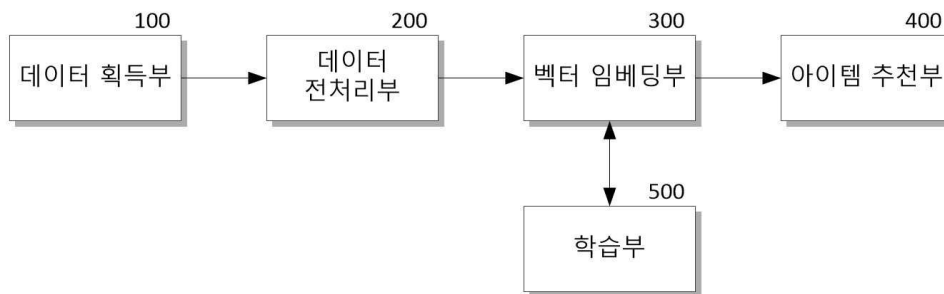 100
데이터 획득부
200
데이터
전처리부
300
벡터 임베딩부
400
아이템 추천부
500
학습부